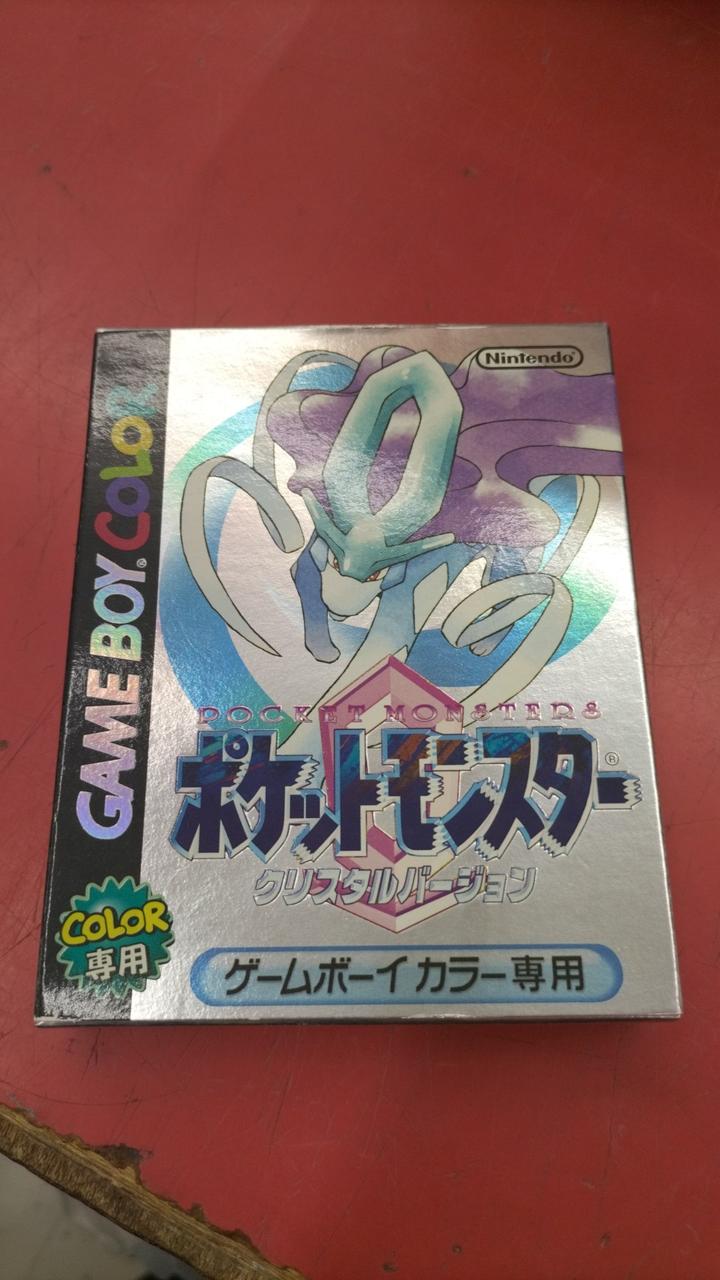 Nintendo®
GAME BOY® COLOR
POCKET MONSTERS
ポケットモンスター®
クリスタルバージョン
COLOR
専用
ゲームボーイ カラー専用